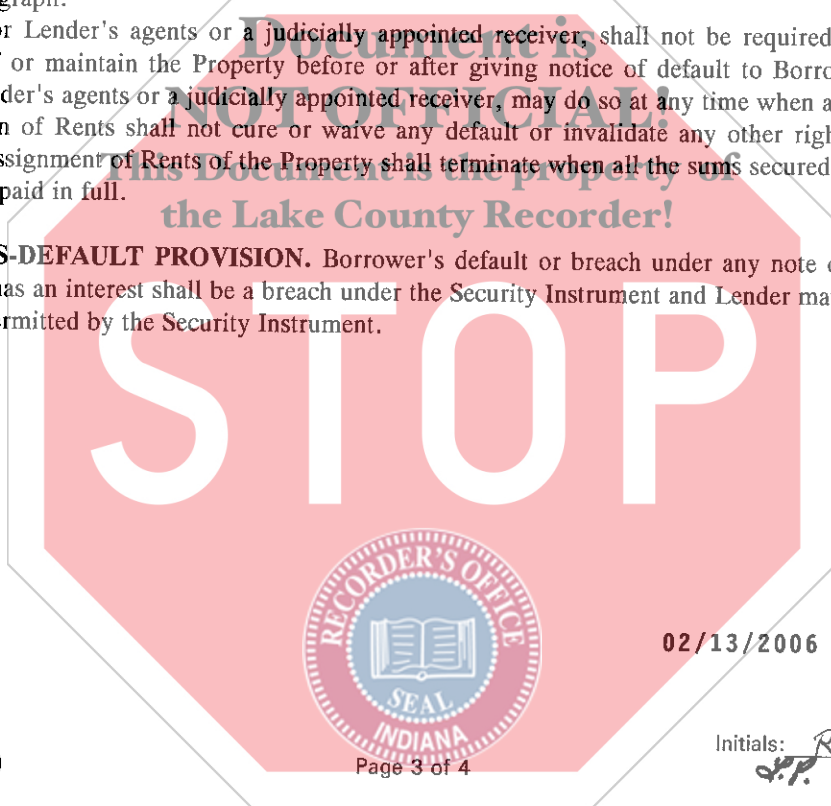 graph.
r Lender's agents or a judicially appointed receiver, shall not be required
Document is
or maintain the Property before or after giving notice of default to Borro
der's agents or a judicially appointed receiver, may do so at any time when a
NOT OFFICIAL!
n of Rents shall not cure or waive any default or invalidate any other righ
ssignment of Rents of the Property shall terminate when all the sums secured
This Document is the property of
paid in full.
the Lake County Recorder!
S-DEFAULT PROVISION. Borrower's default or breach under any note
as an interest shall be a breach under the Security Instrument and Lender ma
rmitted by the Security Instrument.
STOP
RECORDER'S OFFICE
SEAL
INDIANA
02/13/2006
Initials: R
L.P.
Page 3 of 4